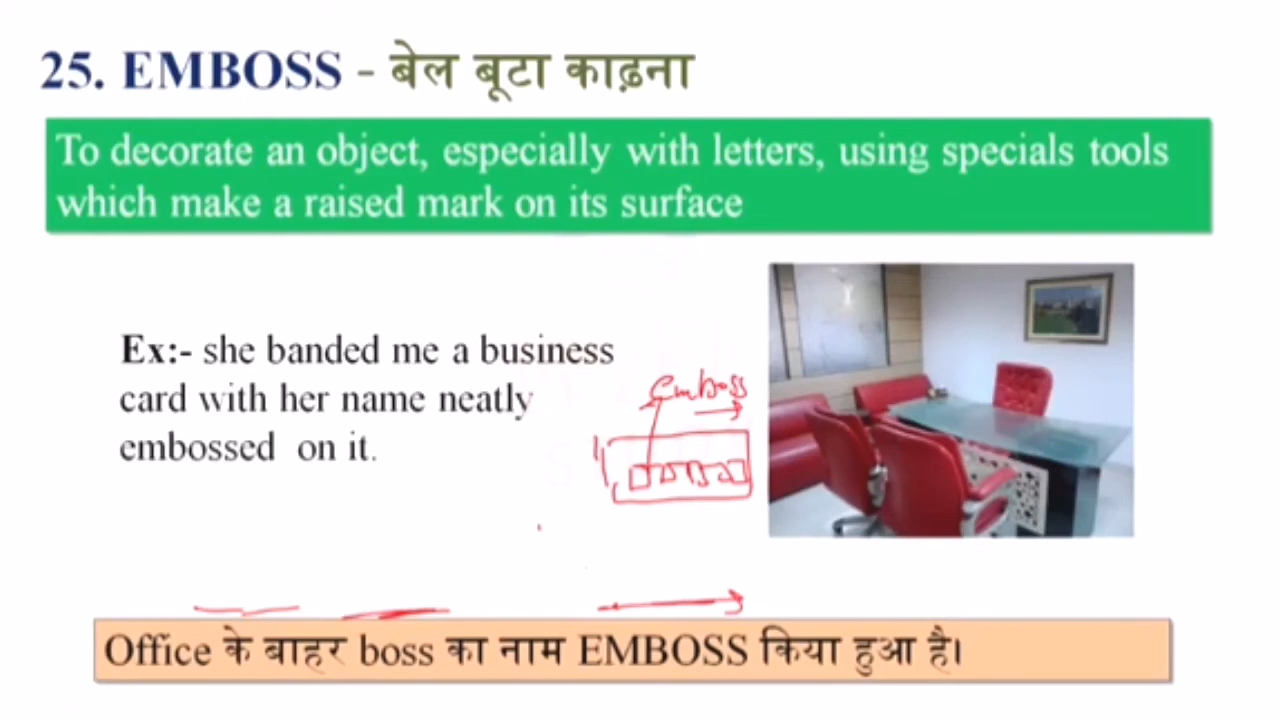 25. EMBOSS - बेल बूटा काढ़ना
To decorate an object, especially with letters, using specials tools
which make a raised mark on its surface
Ex:- she banded me a business
card with her name neatly
embossed on it.
Emboss
Office के बाहर boss का नाम EMBOSS किया हुआ है।